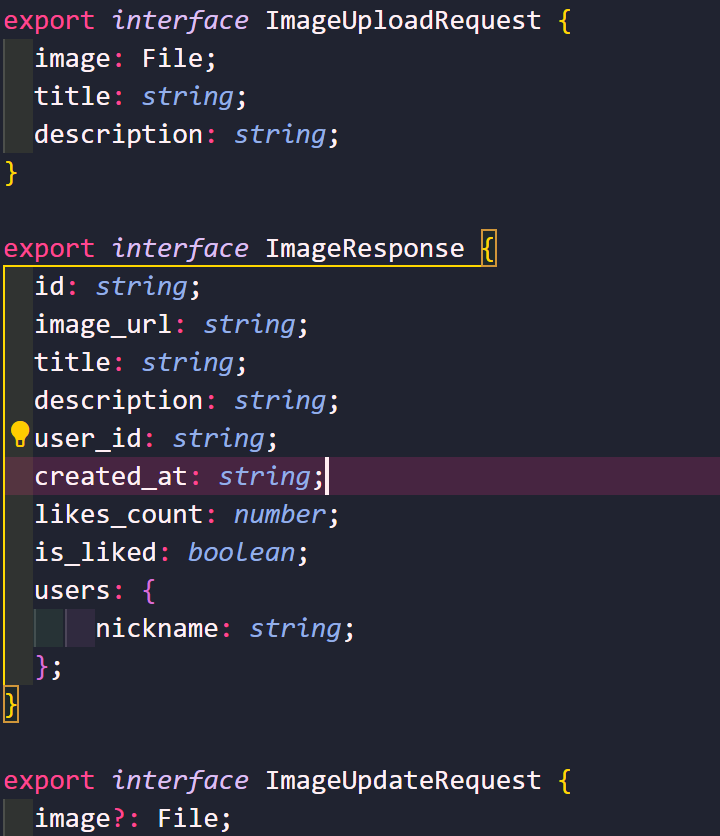 export interface ImageUploadRequest {
image: File;
title: string;
description: string;
}
export interface ImageResponse {
id: string;
image_url: string;
title: string;
description: string;
user_id: string;
created_at: string;
likes_count: number;
is_liked: boolean;
users: {
nickname: string;
};
}
export interface ImageUpdateRequest {
image?: File;